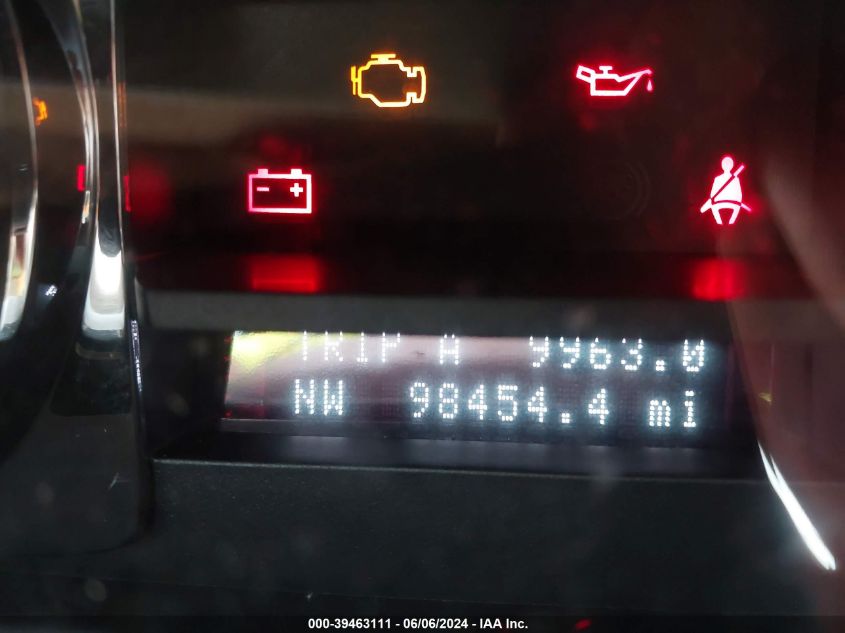 TRIP A 9963.0
NW 98454.4 mi
000-39463111 - 06/06/2024 - IAA Inc.